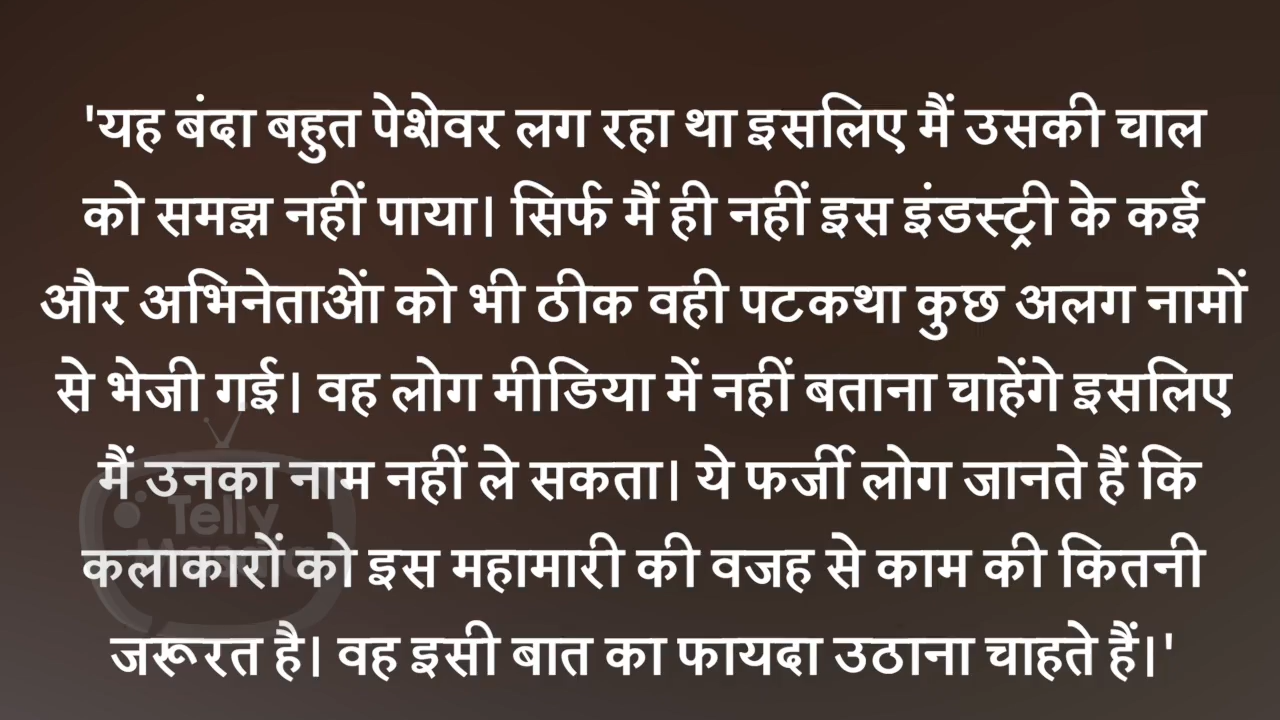 'यह बंदा बहुत पेशेवर लग रहा था इसलिए मैं उसकी चाल
को समझ नहीं पाया। सिर्फ मैं ही नहीं इस इंडस्ट्री के कई
और अभिनेताओं को भी ठीक वही पटकथा कुछ अलग नामों
से भेजी गई। वह लोग मीडिया में नहीं बताना चाहेंगे इसलिए
मैं उनका नाम नहीं ले सकता। ये फर्जी लोग जानते हैं कि
Telly
कलाकारों को इस महामारी की वजह से काम की कितनी
जरूरत है। वह इसी बात का फायदा उठाना चाहते हैं।'